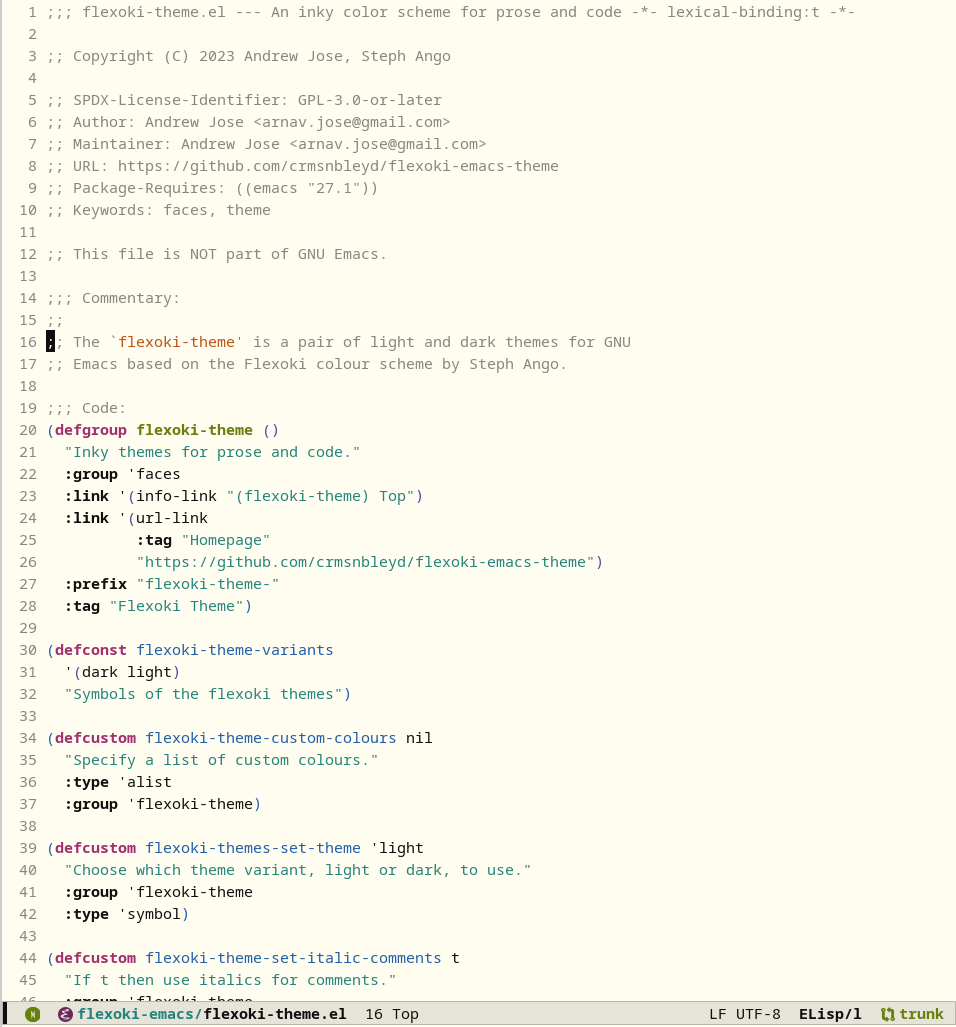 1 ;;; flexoki-theme.el --- An inky color scheme for prose and code -*- lexical-binding:t -*-
2
3 ;; Copyright (C) 2023 Andrew Jose, Steph Ango
4
5 ;; SPDX-License-Identifier: GPL-3.0-or-later
6 ;; Author: Andrew Jose <arnav.jose@gmail.com>
7 ;; Maintainer: Andrew Jose <arnav.jose@gmail.com>
8 ;; URL: https://github.com/crmsnbleyd/flexoki-emacs-theme
9 ;; Package-Requires: ((emacs "27.1"))
10 ;; Keywords: faces, theme
11
12 ;; This file is NOT part of GNU Emacs.
13
14 ;;; Commentary:
15 ;;
16 ;; The `flexoki-theme' is a pair of light and dark themes for GNU
17 ;; Emacs based on the Flexoki colour scheme by Steph Ango.
18
19 ;;; Code:
20 (defgroup flexoki-theme ()
21   "Inky themes for prose and code."
22   :group 'faces
23   :link '(info-link "(flexoki-theme) Top")
24   :link '(url-link
25           :tag "Homepage"
26           "https://github.com/crmsnbleyd/flexoki-emacs-theme")
27   :prefix "flexoki-theme-"
28   :tag "Flexoki Theme")
29
30 (defconst flexoki-theme-variants
31   '(dark light)
32   "Symbols of the flexoki themes")
33
34 (defcustom flexoki-theme-custom-colours nil
35   "Specify a list of custom colours."
36   :type 'alist
37   :group 'flexoki-theme)
38
39 (defcustom flexoki-themes-set-theme 'light
40   "Choose which theme variant, light or dark, to use."
41   :group 'flexoki-theme
42   :type 'symbol)
43
44 (defcustom flexoki-theme-set-italic-comments t
45   "If t then use italics for comments."
46   :group 'flexoki-theme
N flexoki-emacs/flexoki-theme.el 16 Top LF UTF-8 ELisp/l trunk